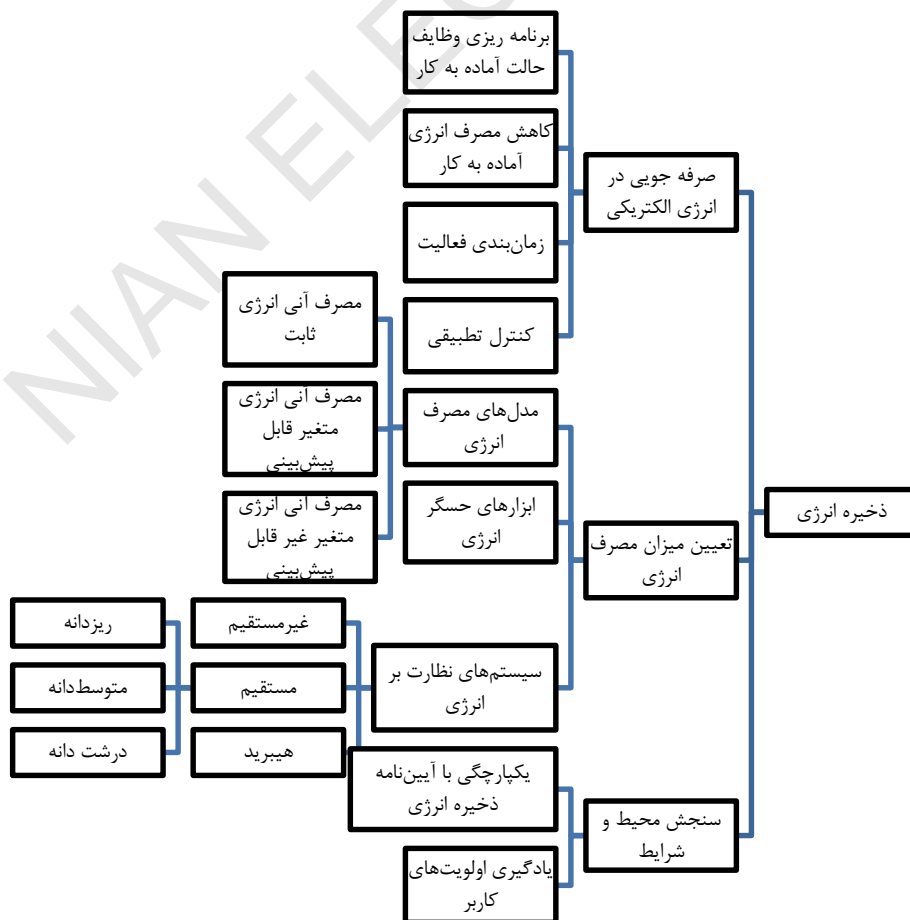 NIAN ELEC
ذخیره انرژی
صرفه جویی در
انرژی الکتریکی
برنامه ریزی وظایف
حالت آماده به کار
کاهش مصرف انرژی
آماده به کار
زمان‌بندی فعالیت
کنترل تطبیقی
تعیین میزان مصرف
انرژی
مدل‌های مصرف
انرژی
مصرف آنی انرژی
ثابت
مصرف آنی انرژی
متغیر قابل
پیش‌بینی
مصرف آنی انرژی
متغیر غیر قابل
پیش‌بینی
ابزارهای حسگر
انرژی
سیستم‌های نظارت بر
انرژی
غیرمستقیم
مستقیم
هیبرید
ریزدانه
متوسط‌دانه
درشت دانه
سنجش محیط و
شرایط
یکپارچگی با آیین‌نامه
ذخیره انرژی
یادگیری اولویت‌های
کاربر